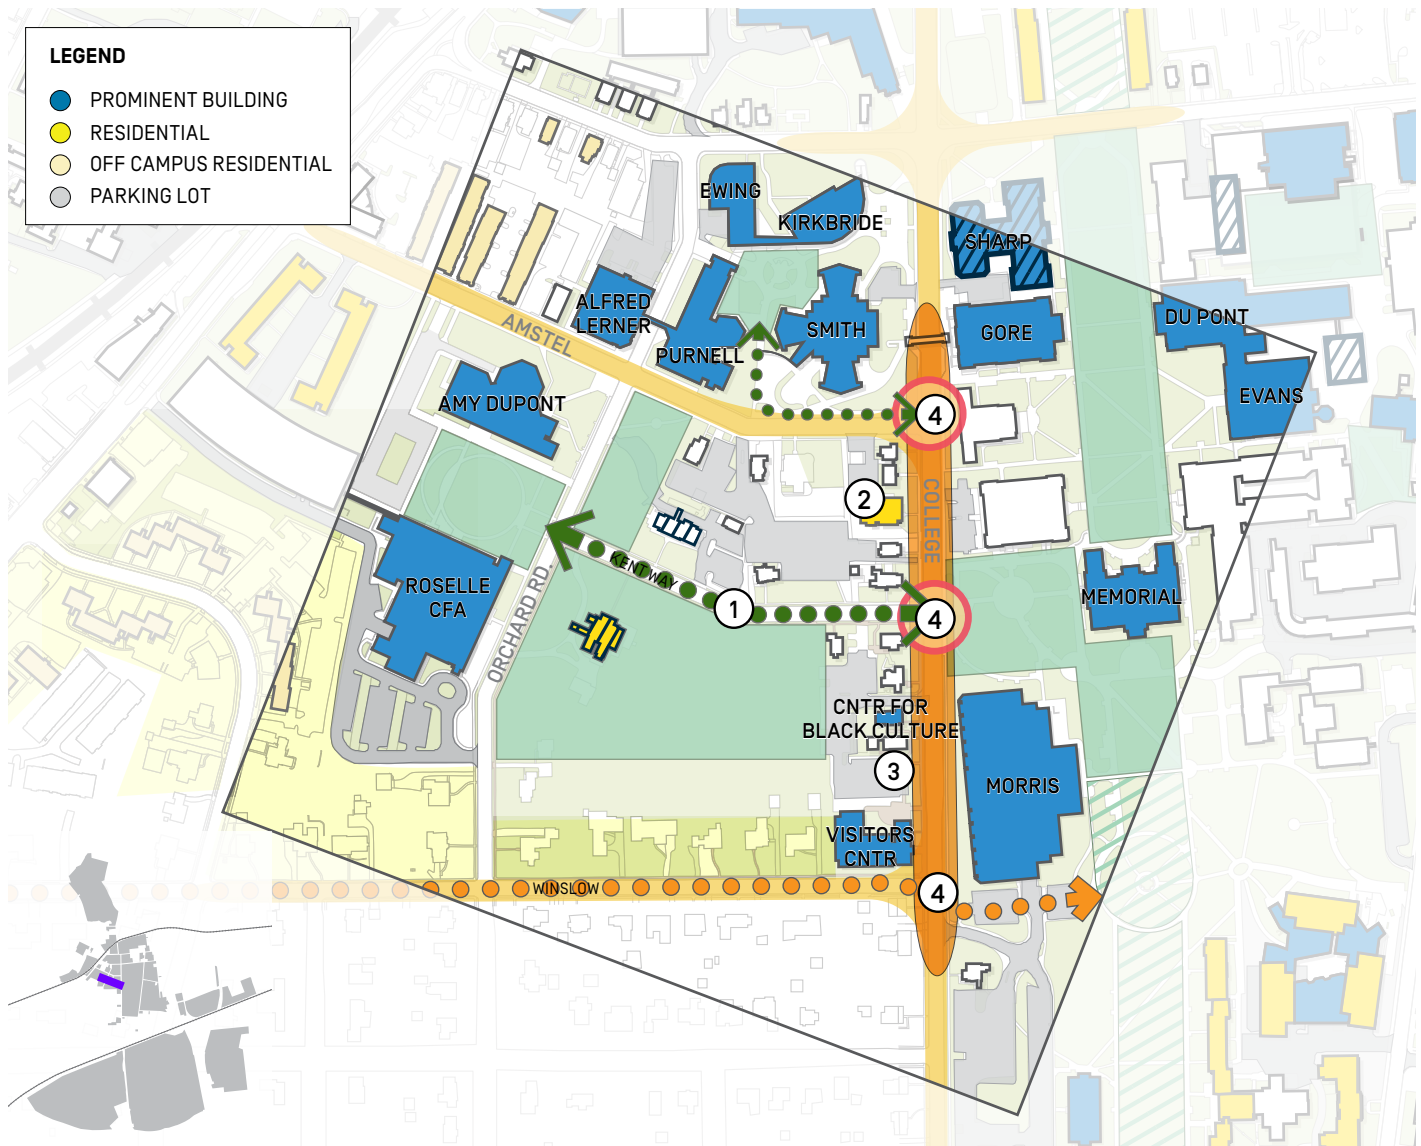 LEGEND
PROMINENT BUILDING
RESIDENTIAL
OFF CAMPUS RESIDENTIAL
PARKING LOT
EWING
KIRKBRIDE
SHARP
ALFRED
LERNER
AMSTEL
PURNELL
SMITH
GORE
DU PONT
EVANS
AMY DUPONT
4
2
COLLEGE
KENT WAY
ROSELLE
CFA
ORCHARD RD.
1
4
MEMORIAL
CNTR FOR
BLACK CULTURE
3
MORRIS
VISITORS
CNTR
WINSLOW
4